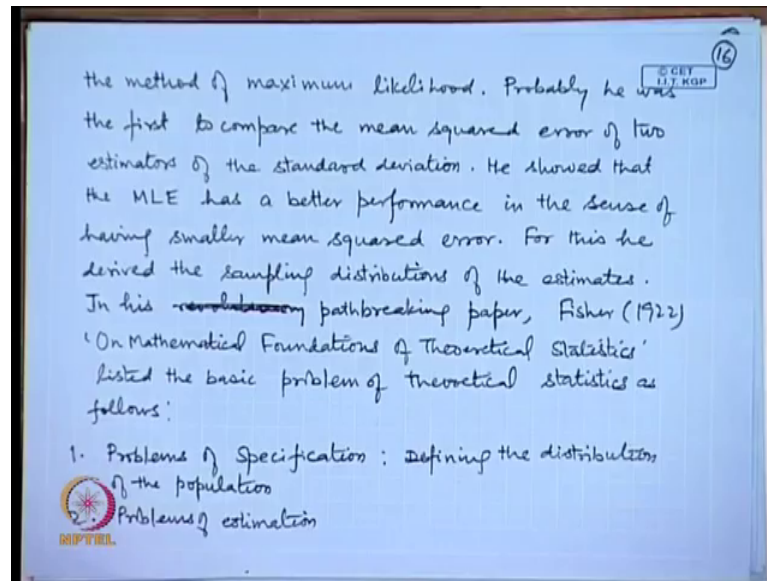 16
© CET
I.I.T. KGP
the method of maximum likelihood. Probably he was
the first to compare the mean squared error of two
estimators of the standard deviation. He showed that
the MLE has a better performance in the sense of
having smaller mean squared error. For this he
derived the sampling distributions of the estimates.
In his pathbreaking paper, Fisher (1922)
'On Mathematical Foundations of Theoretical Statistics'
listed the basic problem of theoretical statistics as
follows:
1. Problems of Specification : Defining the distribution
of the population
2. Problems of estimation
NPTEL